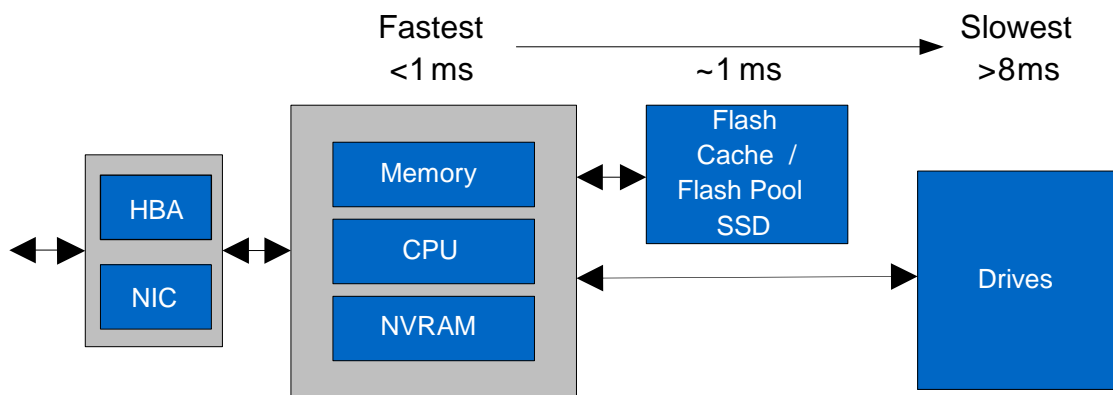 Fastest
<1 ms
~1 ms
Slowest
>8ms
HBA
NIC
Memory
CPU
NVRAM
Flash
Cache /
Flash Pool
SSD
Drives